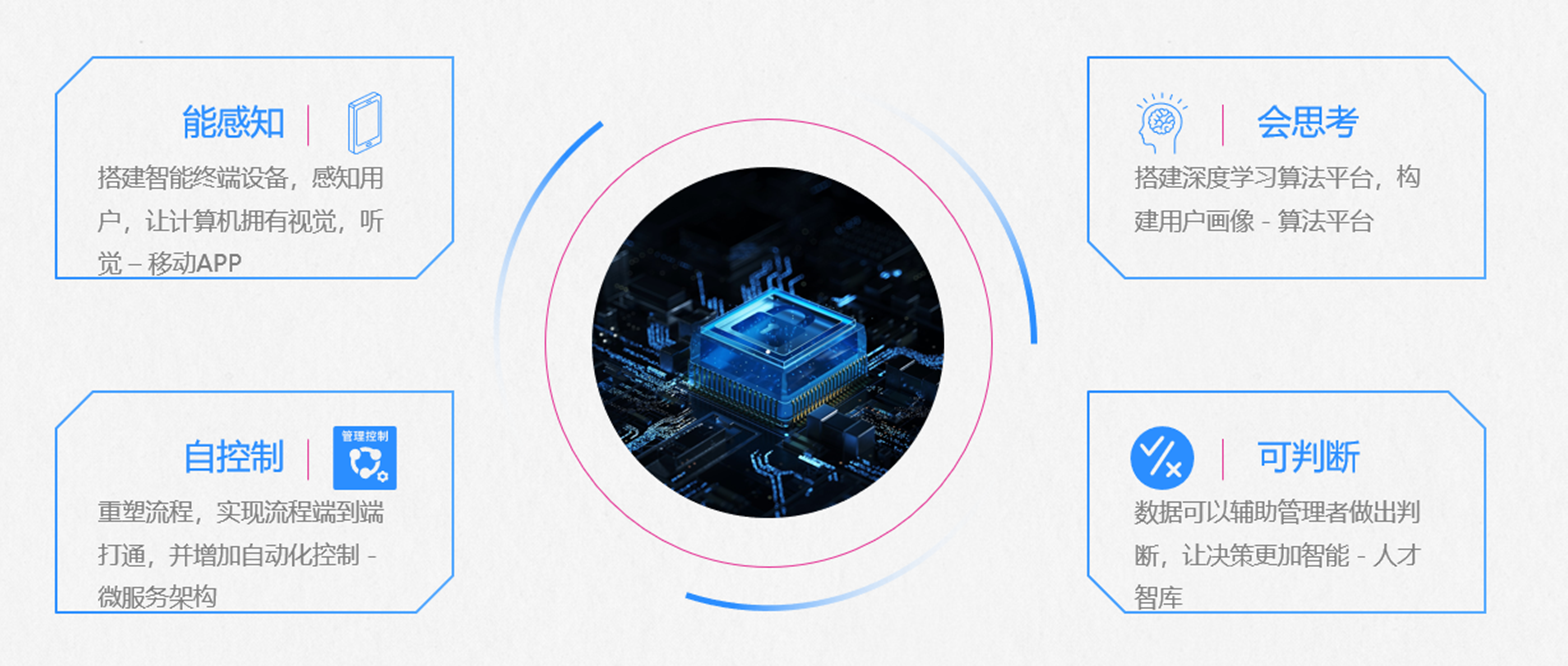 能感知
搭建智能终端设备，感知用
户，让计算机拥有视觉，听
觉 – 移动APP
会思考
搭建深度学习算法平台，构
建用户画像 - 算法平台
自控制
管理控制
重塑流程，实现流程端到端
打通，并增加自动化控制 -
微服务架构
可判断
数据可以辅助管理者做出判
断，让决策更加智能 - 人才
智库